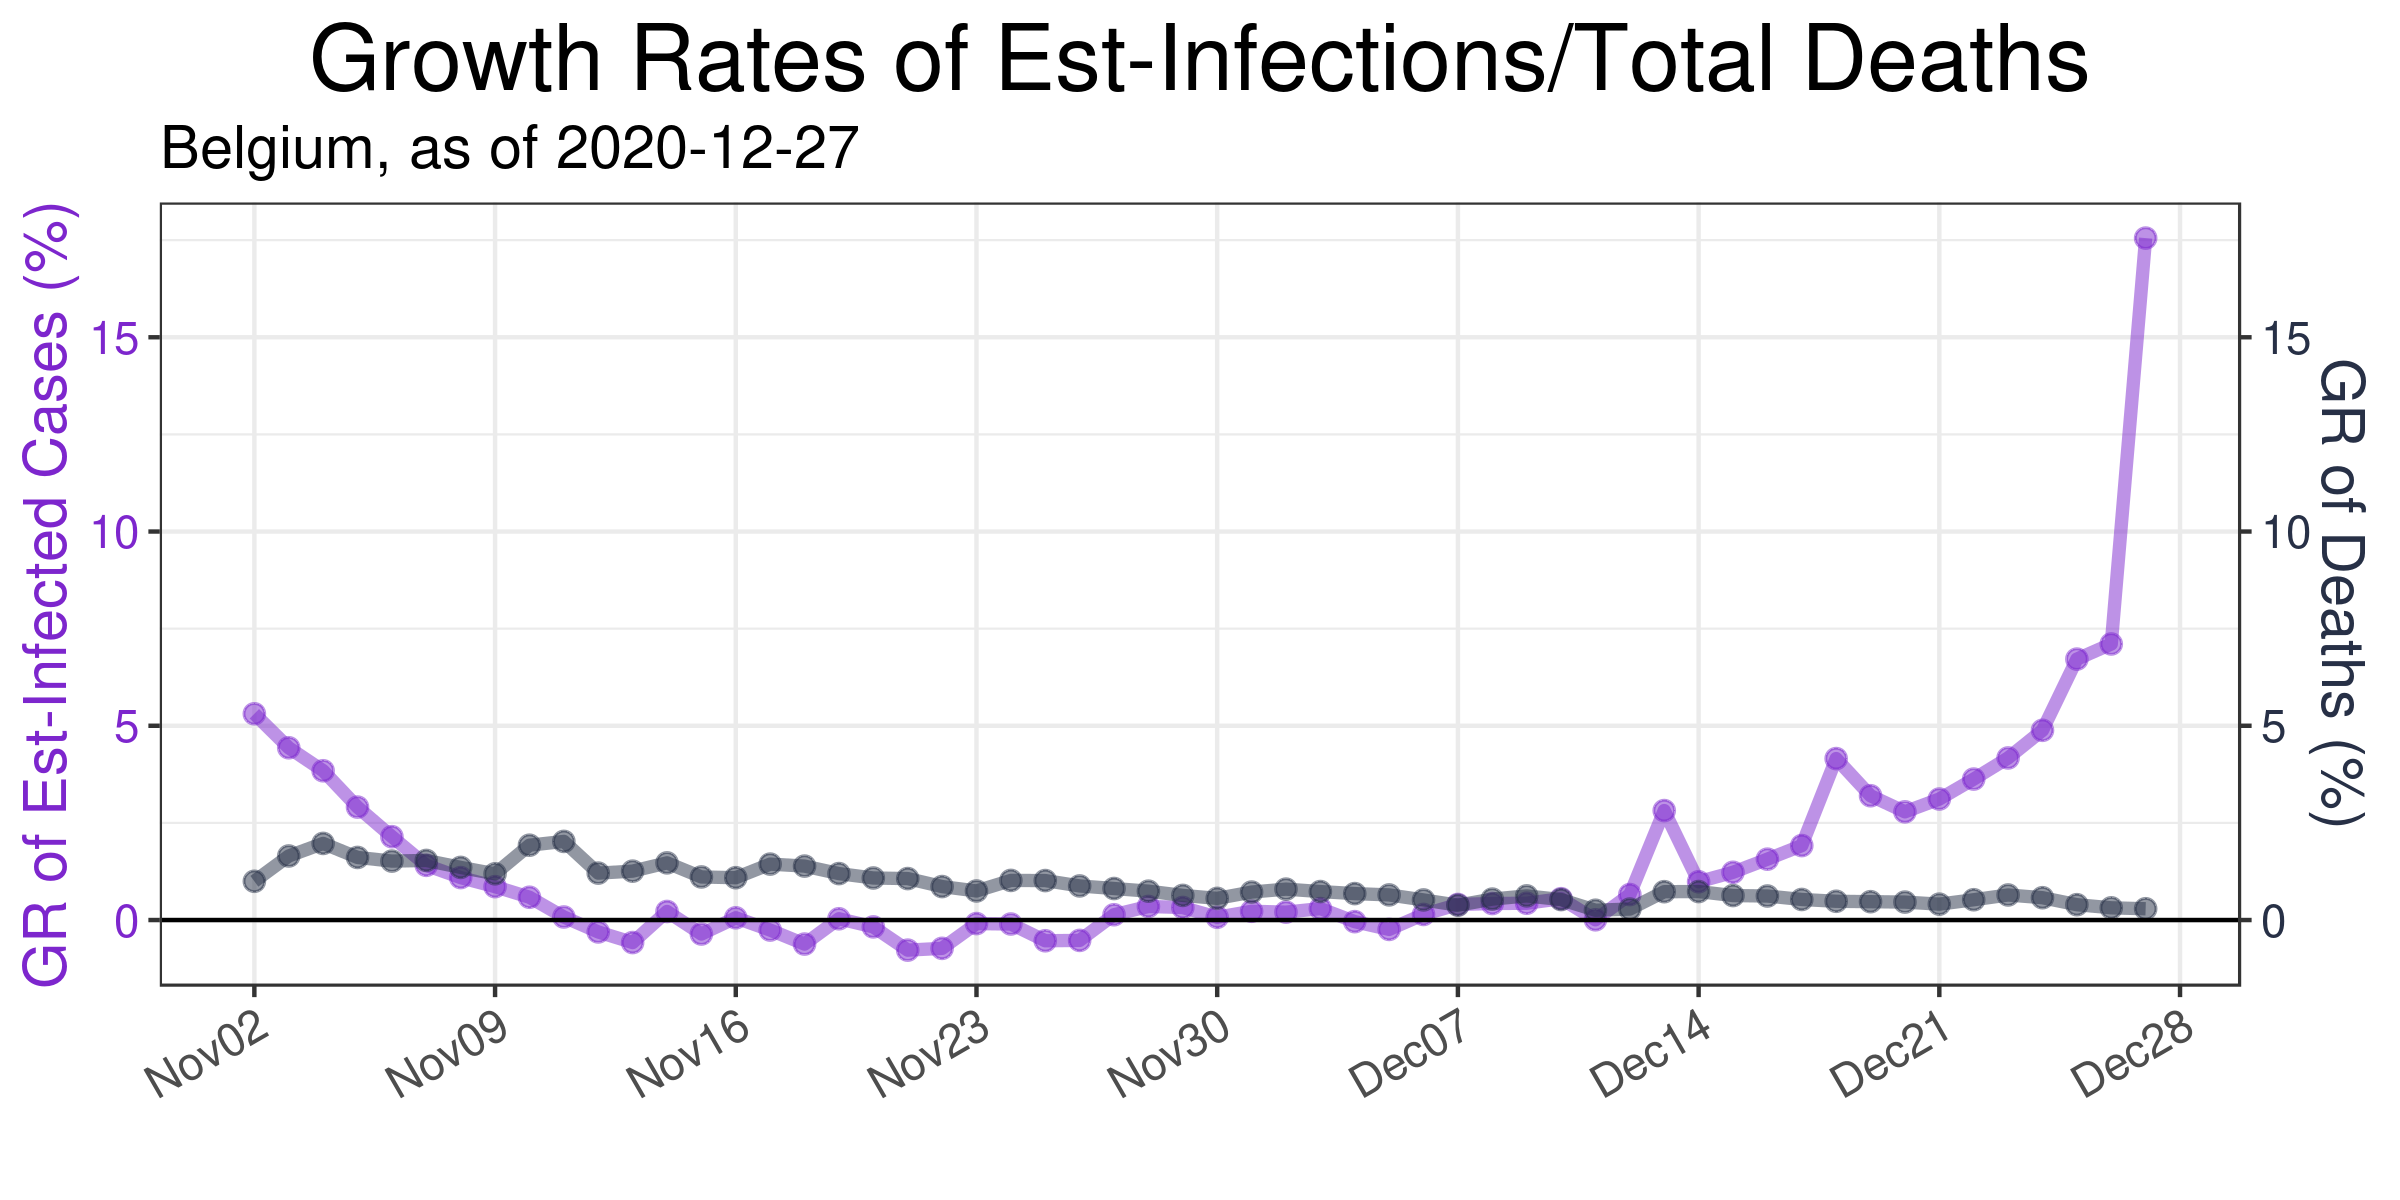 Growth Rates of Est-Infections/Total Deaths
Belgium, as of 2020-12-27
GR of Est-Infected Cases (%)
15
10
5
0
15
10
5
0
GR of Deaths (%)
Nov02
Nov09
Nov16
Nov23
Nov30
Dec07
Dec14
Dec21
Dec28